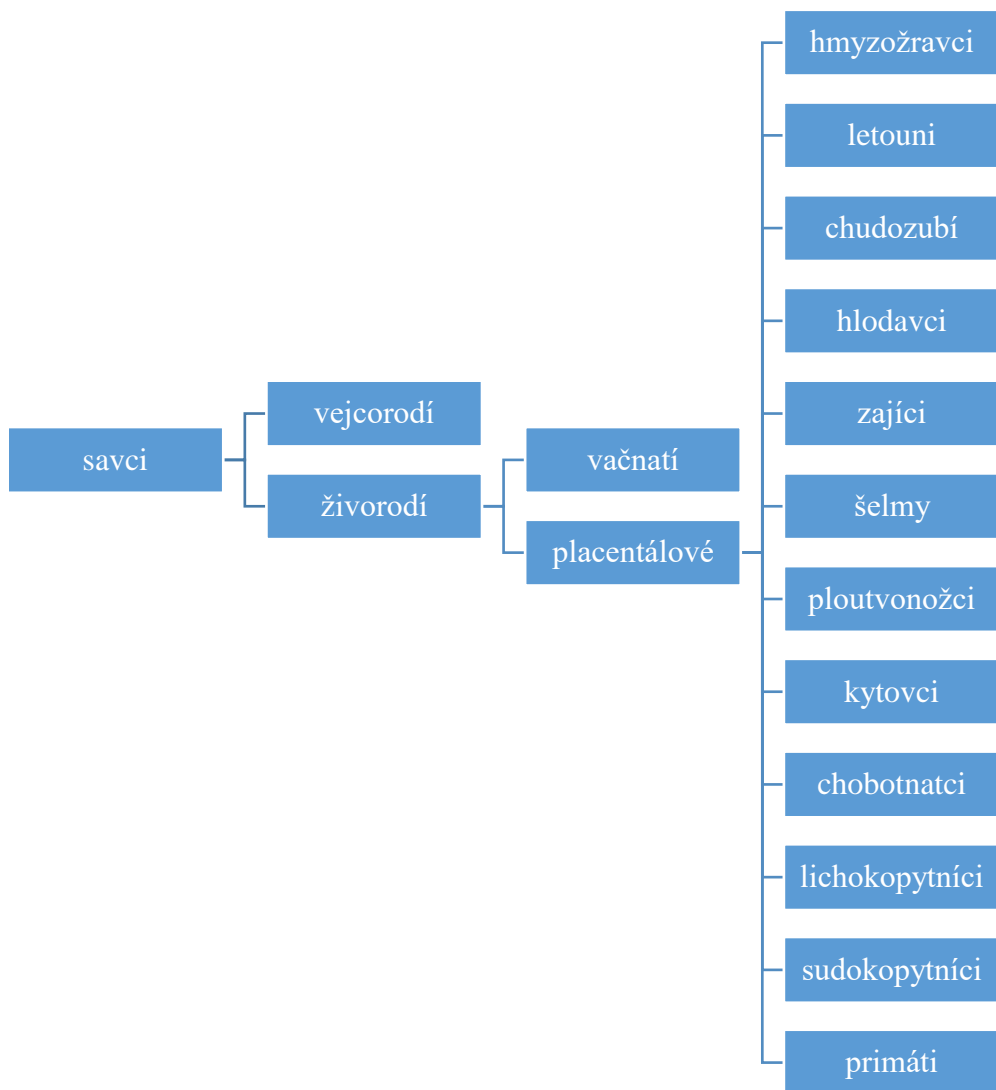 savci
vejcorodí
živorodí
vačnatí
placentálové
hmyzožravci
letouni
chudozubí
hlodavci
zajíci
šelmy
ploutvonožci
kytovci
chobotnatci
lichokopytníci
sudokopytníci
primáti